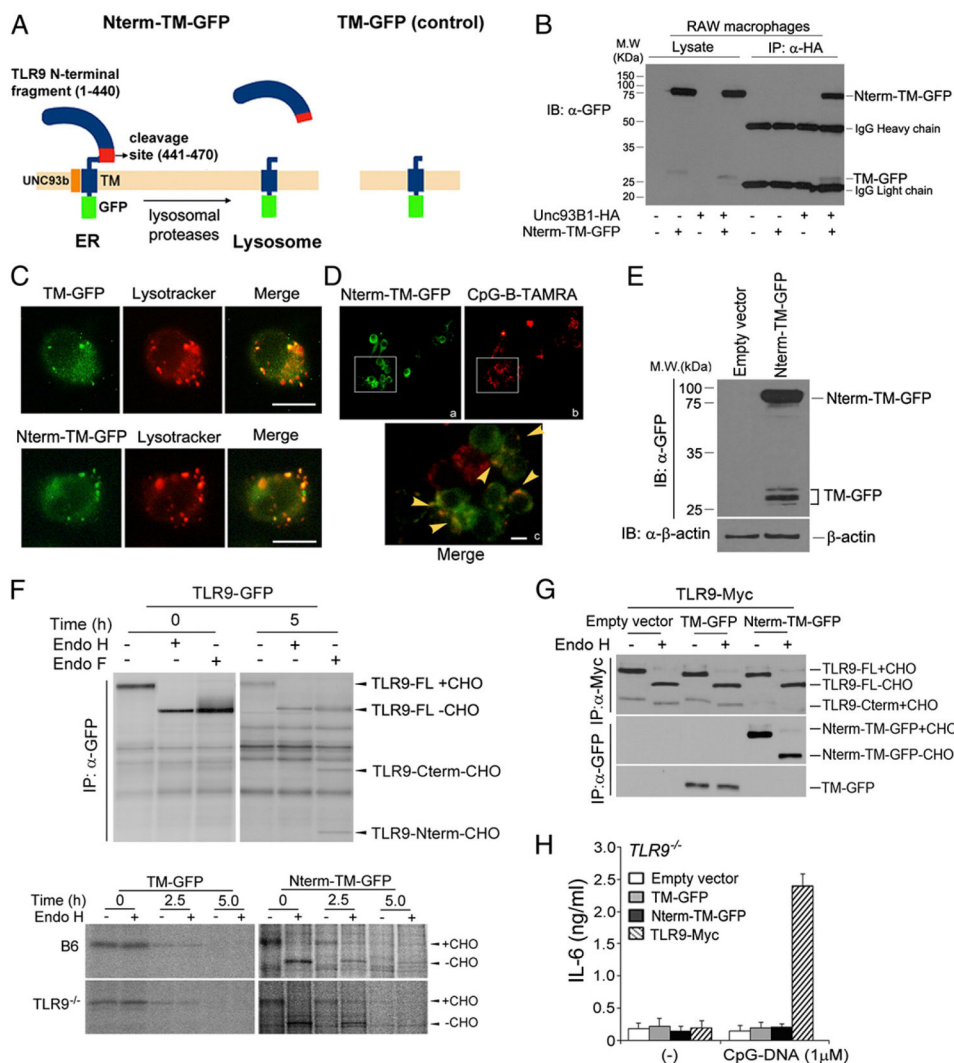 A
Nterm-TM-GFP
TM-GFP (control)
TLR9 N-terminal
fragment (1-440)
cleavage
site (441-470)
UNC93b
TM
GFP
lysosomal
proteases
ER
Lysosome
B
RAW macrophages
M.W
(KDa)
Lysate
IP: α-HA
IB: α-GFP
150
100
75
50
37
25
20
Nterm-TM-GFP
IgG Heavy chain
TM-GFP
IgG Light chain
Unc93B1-HA - - + + - - + +
Nterm-TM-GFP - + - + - + - +
C
TM-GFP Lysotracker Merge
Nterm-TM-GFP Lysotracker Merge
D
Nterm-TM-GFP CpG-B-TAMRA
a
b
c
Merge
E
Empty vector
Nterm-TM-GFP
M.W.(kDa)
IB: α-GFP
100
75
35
25
Nterm-TM-GFP
TM-GFP
IB: α-β-actin
β-actin
F
TLR9-GFP
Time (h) 0 5
Endo H - + - +
Endo F + +
IP: α-GFP
TLR9-FL +CHO
TLR9-FL -CHO
TLR9-Cterm-CHO
TLR9-Nterm-CHO
TM-GFP Nterm-TM-GFP
Time (h) 0 2.5 5.0 0 2.5 5.0
Endo H - + - + - + - + - + - +
B6
+CHO
-CHO
TLR9-/-
+CHO
-CHO
G
TLR9-Myc
Empty vector TM-GFP Nterm-TM-GFP
Endo H - + - + - +
IP:α-Myc
TLR9-FL+CHO
TLR9-FL-CHO
TLR9-Cterm+CHO
IP:α-GFP
Nterm-TM-GFP+CHO
Nterm-TM-GFP-CHO
TM-GFP
H
TLR9-/-
Empty vector
TM-GFP
Nterm-TM-GFP
TLR9-Myc
IL-6 (ng/ml)
3.0
2.5
2.0
1.5
1.0
0.5
0
(-) CpG-DNA (1μM)